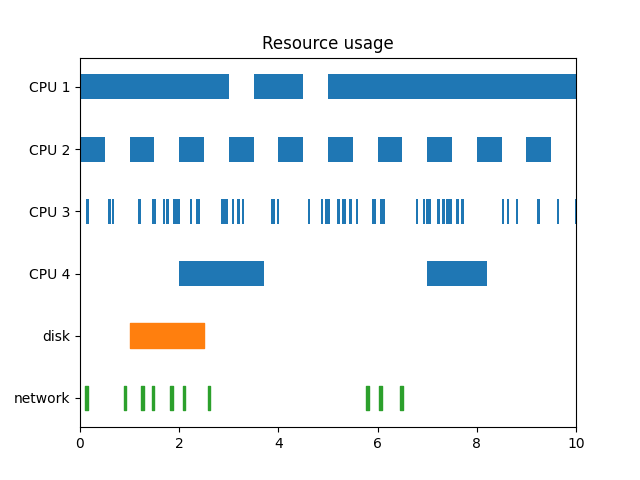 Resource usage
CPU 1
CPU 2
CPU 3
CPU 4
disk
network
0 2 4 6 8 10